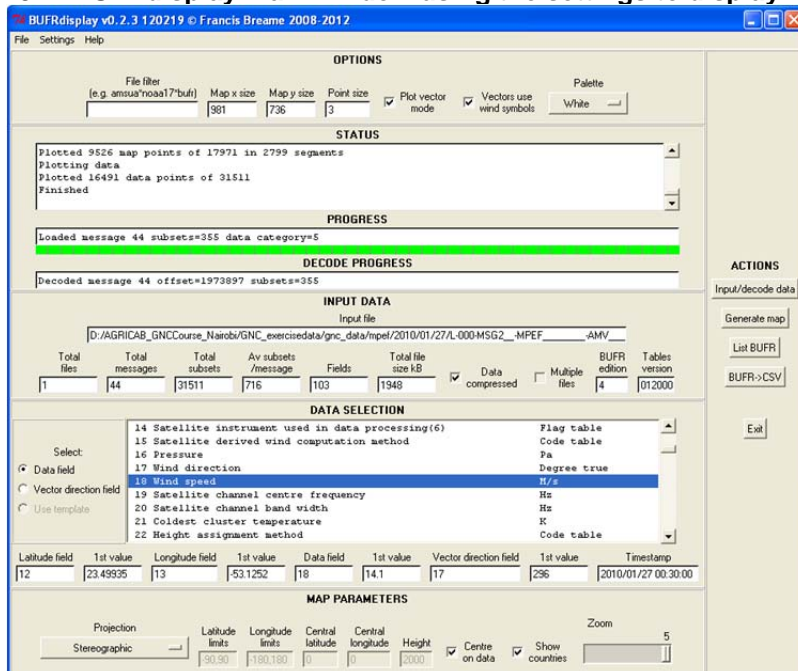 BUFRdisplay v0.2.3 120219 © Francis Breame 2008-2012
File Settings Help
OPTIONS
File filter
(e.g. amsua*noaa17*bufr)
Map x size
981
Map y size
736
Point size
3
Plot vector mode
Vectors use wind symbols
Palette
White
STATUS
Plotted 9526 map points of 17971 in 2799 segments
Plotting data
Plotted 16491 data points of 31511
Finished
PROGRESS
Loaded message 44 subsets=355 data category=5
DECODE PROGRESS
Decoded message 44 offset=1973897 subsets=355
INPUT DATA
Input file
D:/AGRICAB_GNCCourse_Nairobi/GNC_exercisedata/gnc_data/mpef/2010/01/27/L-000-MSG2__-MPEF________-AMV___
Total files
1
Total messages
44
Total subsets
31511
Av subsets /message
716
Fields
103
Total file size kB
1948
Data compressed
Multiple files
BUFR edition
4
Tables version
012000
DATA SELECTION
Select:
Data field
Vector direction field
Use template
14 Satellite instrument used in data processing(6) Flag table
15 Satellite derived wind computation method Code table
16 Pressure Pa
17 Wind direction Degree true
18 Wind speed M/s
19 Satellite channel centre frequency Hz
20 Satellite channel band width Hz
21 Coldest cluster temperature K
22 Height assignment method Code table
Latitude field
12
1st value
23.49935
Longitude field
13
1st value
-53.1252
Data field
18
1st value
14.1
Vector direction field
17
1st value
296
Timestamp
2010/01/27 00:30:00
MAP PARAMETERS
Projection
Stereographic
Latitude limits
-90,90
Longitude limits
-180,180
Central latitude
0
Central longitude
0
Height
2000
Centre on data
Show countries
Zoom
5
ACTIONS
Input/decode data
Generate map
List BUFR
BUFR->CSV
Exit